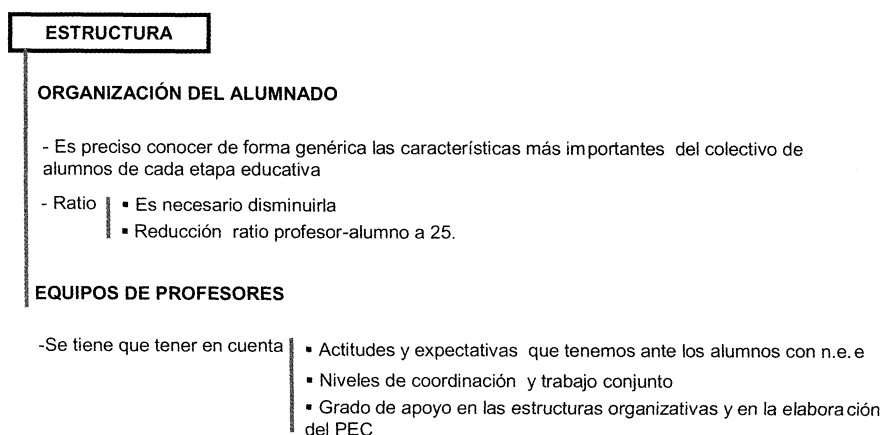 ESTRUCTURA
ORGANIZACIÓN DEL ALUMNADO
- Es preciso conocer de forma genérica las características más importantes del colectivo de
alumnos de cada etapa educativa
- Ratio
▪ Es necesario disminuirla
▪ Reducción ratio profesor-alumno a 25.
EQUIPOS DE PROFESORES
-Se tiene que tener en cuenta
▪ Actitudes y expectativas que tenemos ante los alumnos con n.e.e
▪ Niveles de coordinación y trabajo conjunto
▪ Grado de apoyo en las estructuras organizativas y en la elaboración
del PEC